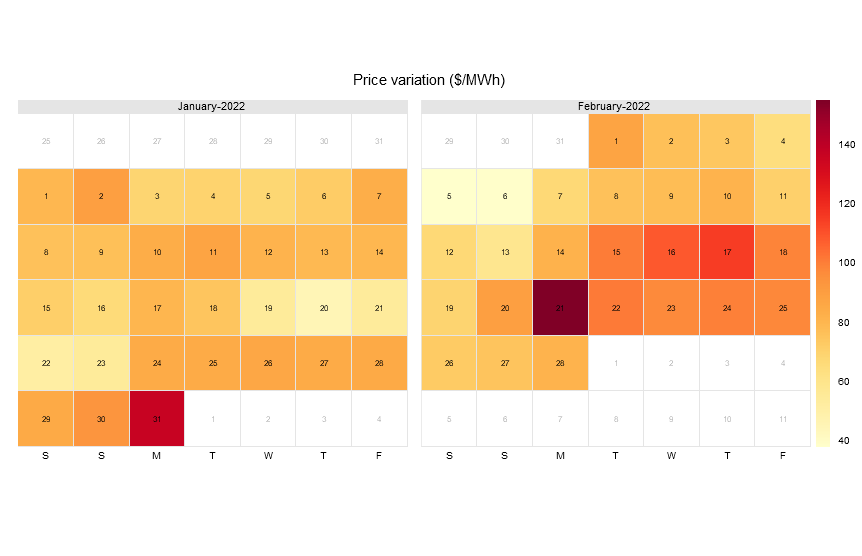 Price variation ($/MWh)
January-2022
25 26 27 28 29 30 31
1 2 3 4 5 6 7
8 9 10 11 12 13 14
15 16 17 18 19 20 21
22 23 24 25 26 27 28
29 30 31 1 2 3 4
S S M T W T F
February-2022
29 30 31 1 2 3 4
5 6 7 8 9 10 11
12 13 14 15 16 17 18
19 20 21 22 23 24 25
26 27 28 1 2 3 4
5 6 7 8 9 10 11
S S M T W T F
140
120
100
80
60
40